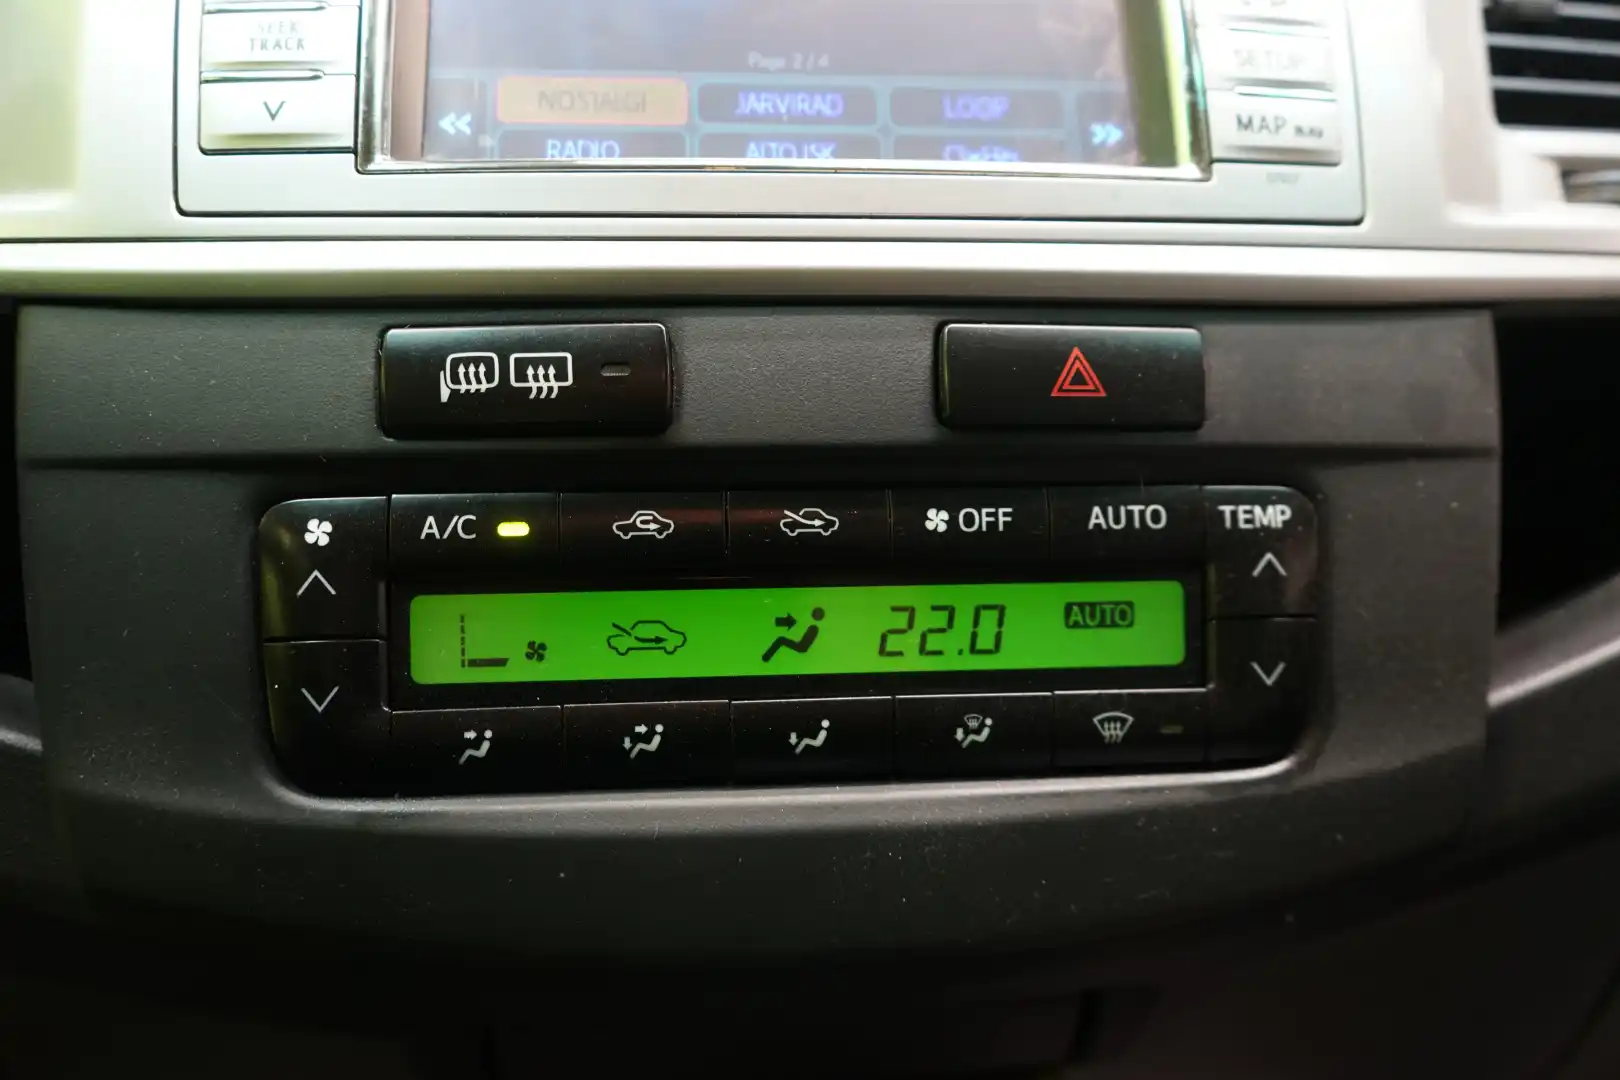 SEEK
TRACK
Page 2 / 4
NOSTALGI
JARVIRAD
LOOP
RADIO
SETUP
MAP
A/C
OFF
AUTO
TEMP
22.0
AUTO